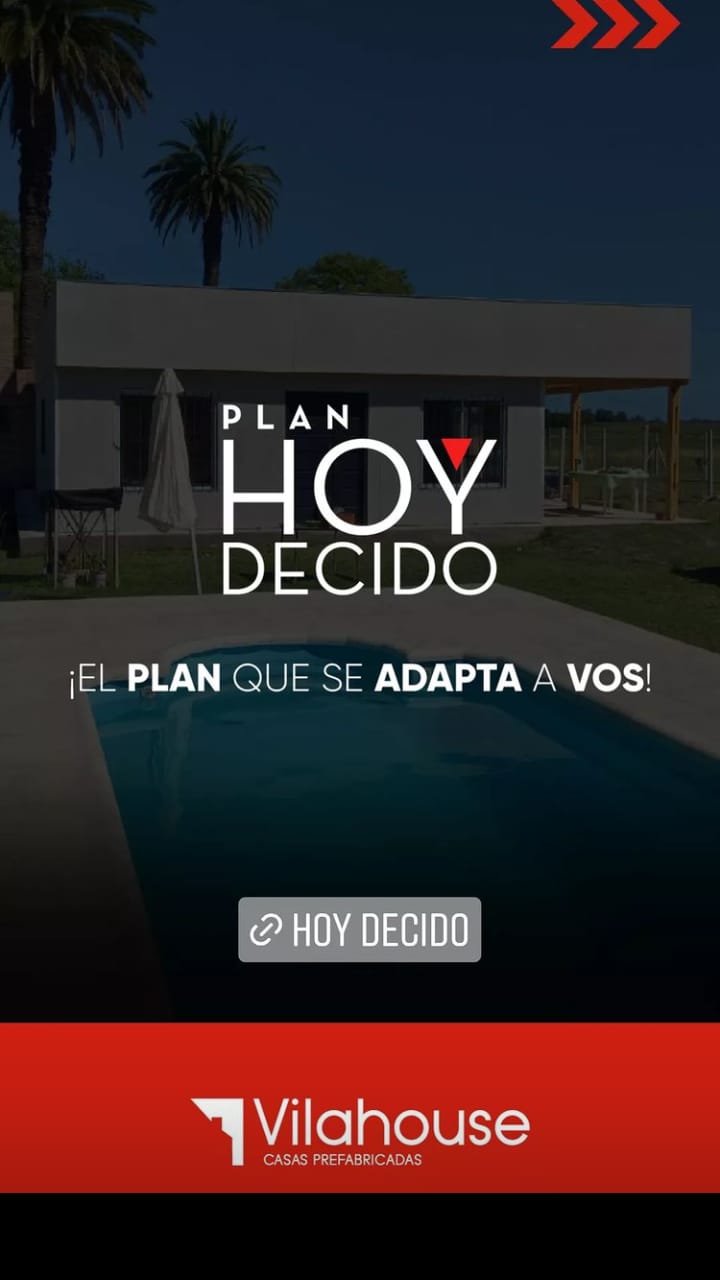 PLAN
HOY
DECIDO
¡EL PLAN QUE SE ADAPTA A VOS!
HOY DECIDO
Vilahouse
CASAS PREFABRICADAS